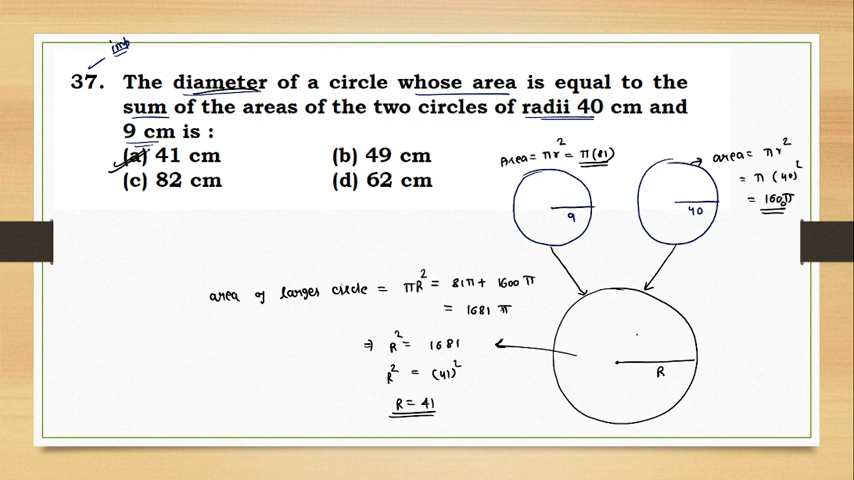 imp
37. The diameter of a circle whose area is equal to the
sum of the areas of the two circles of radii 40 cm and
9 cm is :
(a) 41 cm (b) 49 cm
(c) 82 cm (d) 62 cm
Area = πr² = π(81)
area = πr²
= π (40)²
= 1600π
9
40
area of larger circle = πR² = 81π + 1600 π
= 1681 π
⇒ R² = 1681
R² = (41)²
R = 41
R